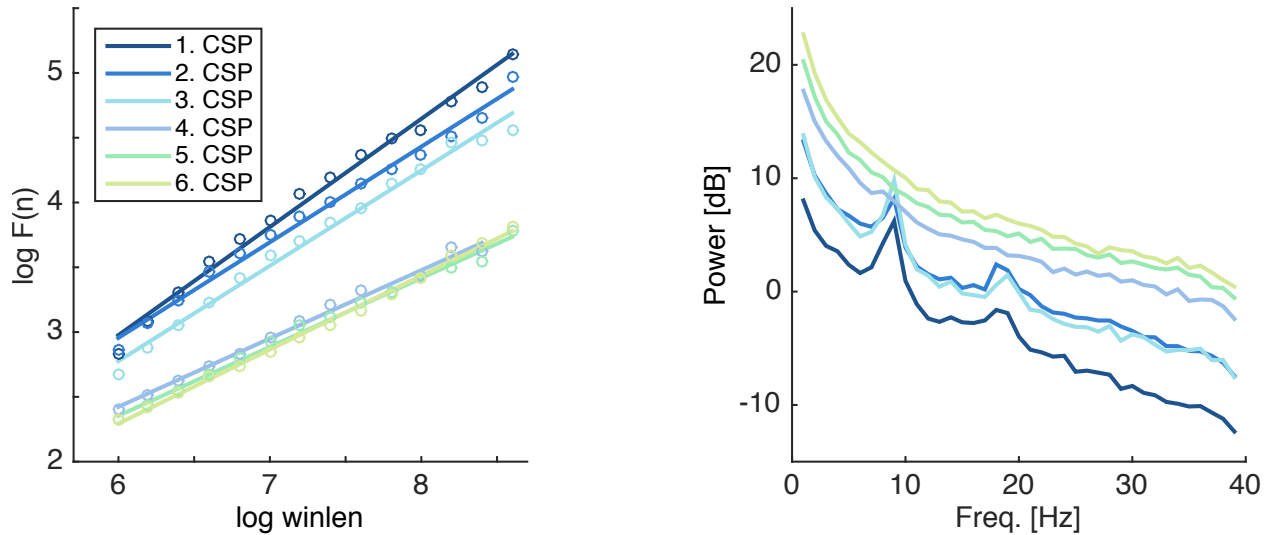 log F(n)
5
4
3
2
1. CSP
2. CSP
3. CSP
4. CSP
5. CSP
6. CSP
6 7 8
log winlen
Power [dB]
20
10
0
-10
0 10 20 30 40
Freq. [Hz]